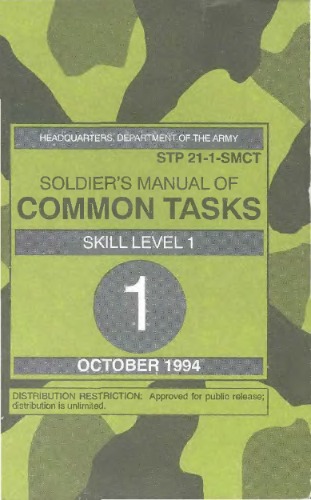 HEADQUARTERS, DEPARTMENT OF THE ARMY
STP 21-1-SMCT
SOLDIER'S MANUAL OF
COMMON TASKS
SKILL LEVEL 1
1
OCTOBER 1994
DISTRIBUTION RESTRICTION: Approved for public release;
distribution is unlimited.